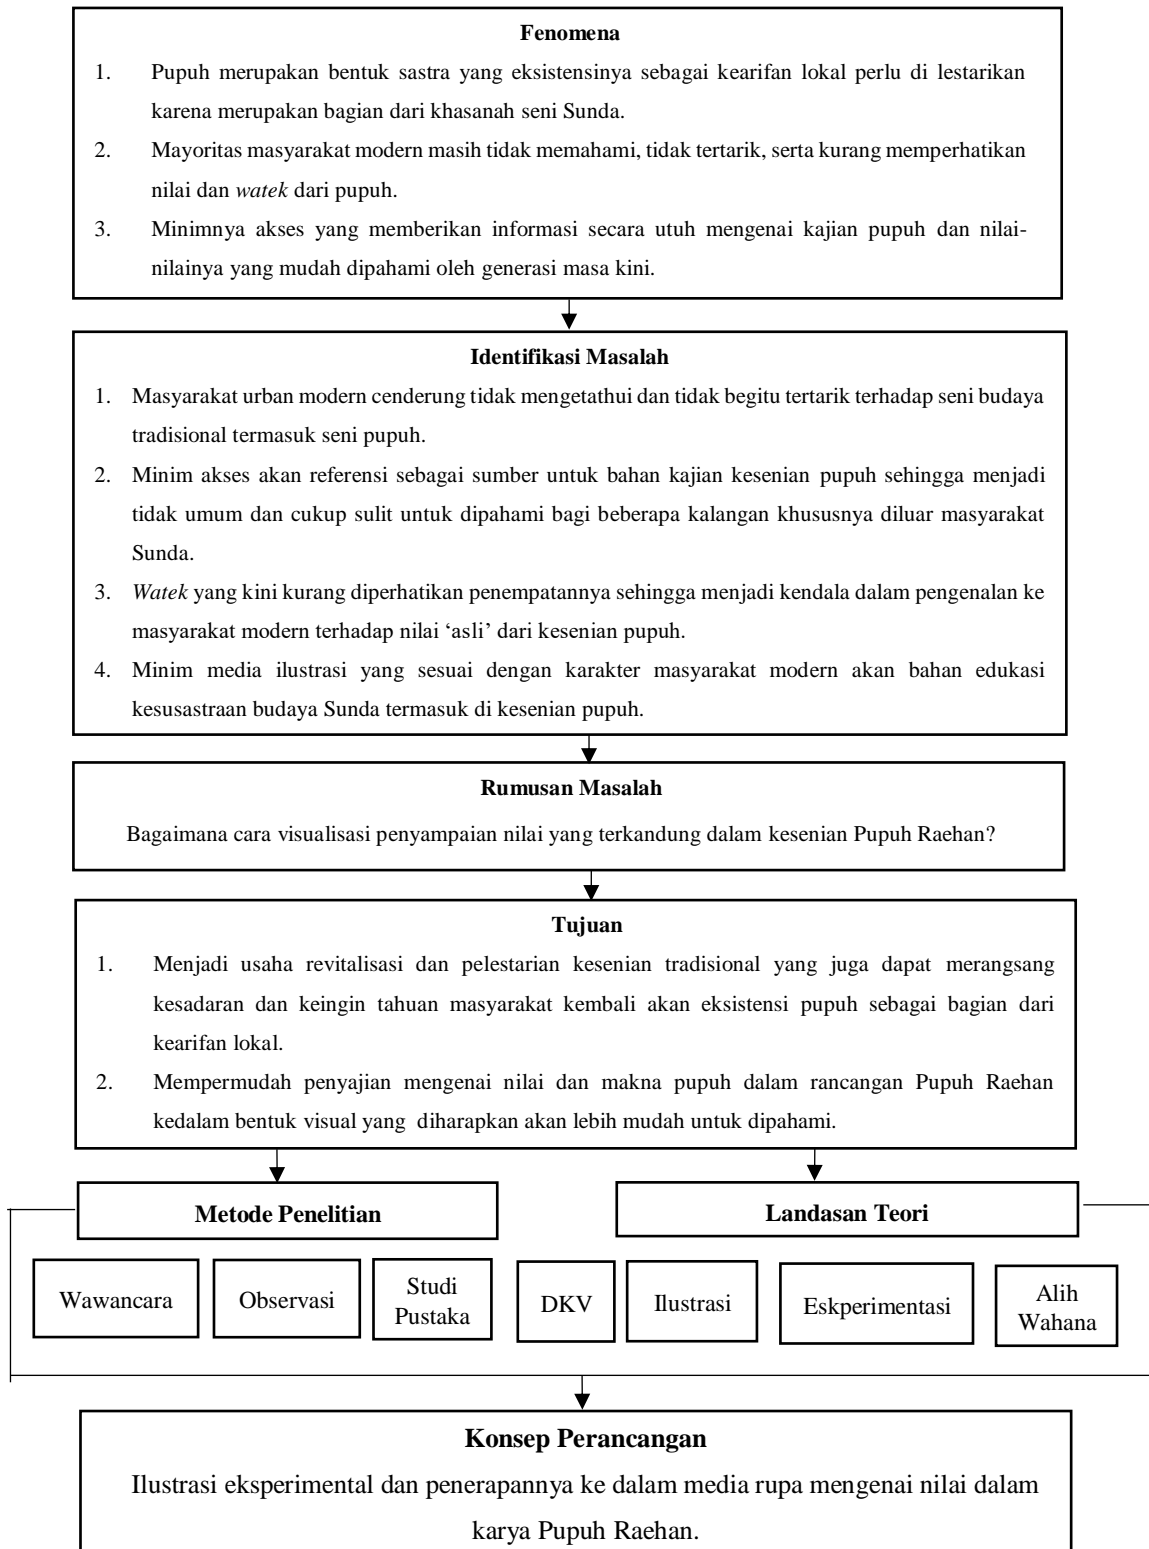 Fenomena
1. Pupuh merupakan bentuk sastra yang eksistensinya sebagai kearifan lokal perlu di lestarikan
karena merupakan bagian dari khasanah seni Sunda.
2. Mayoritas masyarakat modern masih tidak memahami, tidak tertarik, serta kurang memperhatikan
nilai dan watek dari pupuh.
3. Minimnya akses yang memberikan informasi secara utuh mengenai kajian pupuh dan nilai-
nilainya yang mudah dipahami oleh generasi masa kini.
Identifikasi Masalah
1. Masyarakat urban modern cenderung tidak mengetathui dan tidak begitu tertarik terhadap seni budaya
tradisional termasuk seni pupuh.
2. Minim akses akan referensi sebagai sumber untuk bahan kajian kesenian pupuh sehingga menjadi
tidak umum dan cukup sulit untuk dipahami bagi beberapa kalangan khususnya diluar masyarakat
Sunda.
3. Watek yang kini kurang diperhatikan penempatannya sehingga menjadi kendala dalam pengenalan ke
masyarakat modern terhadap nilai ‘asli’ dari kesenian pupuh.
4. Minim media ilustrasi yang sesuai dengan karakter masyarakat modern akan bahan edukasi
kesusastraan budaya Sunda termasuk di kesenian pupuh.
Rumusan Masalah
Bagaimana cara visualisasi penyampaian nilai yang terkandung dalam kesenian Pupuh Raehan?
Tujuan
1. Menjadi usaha revitalisasi dan pelestarian kesenian tradisional yang juga dapat merangsang
kesadaran dan keingin tahuan masyarakat kembali akan eksistensi pupuh sebagai bagian dari
kearifan lokal.
2. Mempermudah penyajian mengenai nilai dan makna pupuh dalam rancangan Pupuh Raehan
kedalam bentuk visual yang diharapkan akan lebih mudah untuk dipahami.
Metode Penelitian
Landasan Teori
Wawancara
Observasi
Studi
Pustaka
DKV
Ilustrasi
Eskperimentasi
Alih
Wahana
Konsep Perancangan
Ilustrasi eksperimental dan penerapannya ke dalam media rupa mengenai nilai dalam
karya Pupuh Raehan.